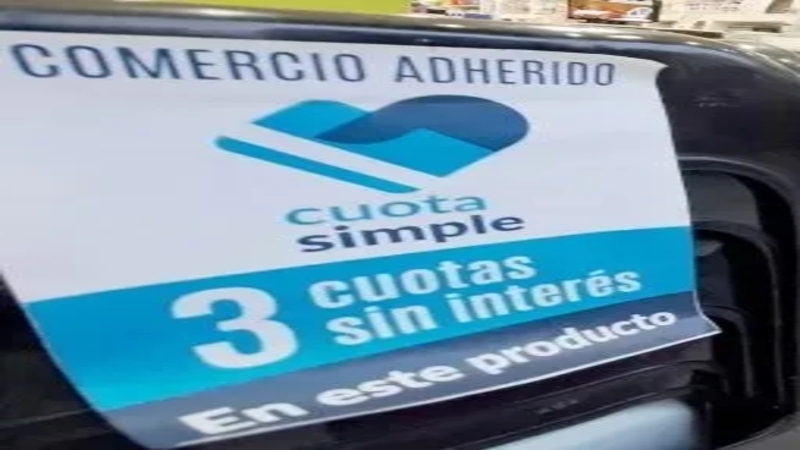 COMERCIO ADHERIDO
cuota
simple
3 cuotas
sin interés
En este producto